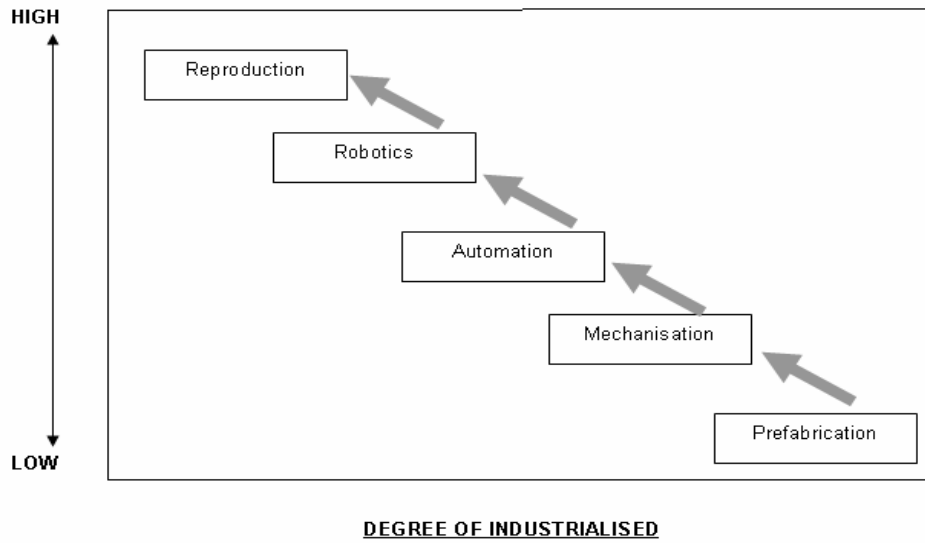 HIGH
Reproduction
Robotics
Automation
Mechanisation
Prefabrication
LOW
DEGREE OF INDUSTRIALISED